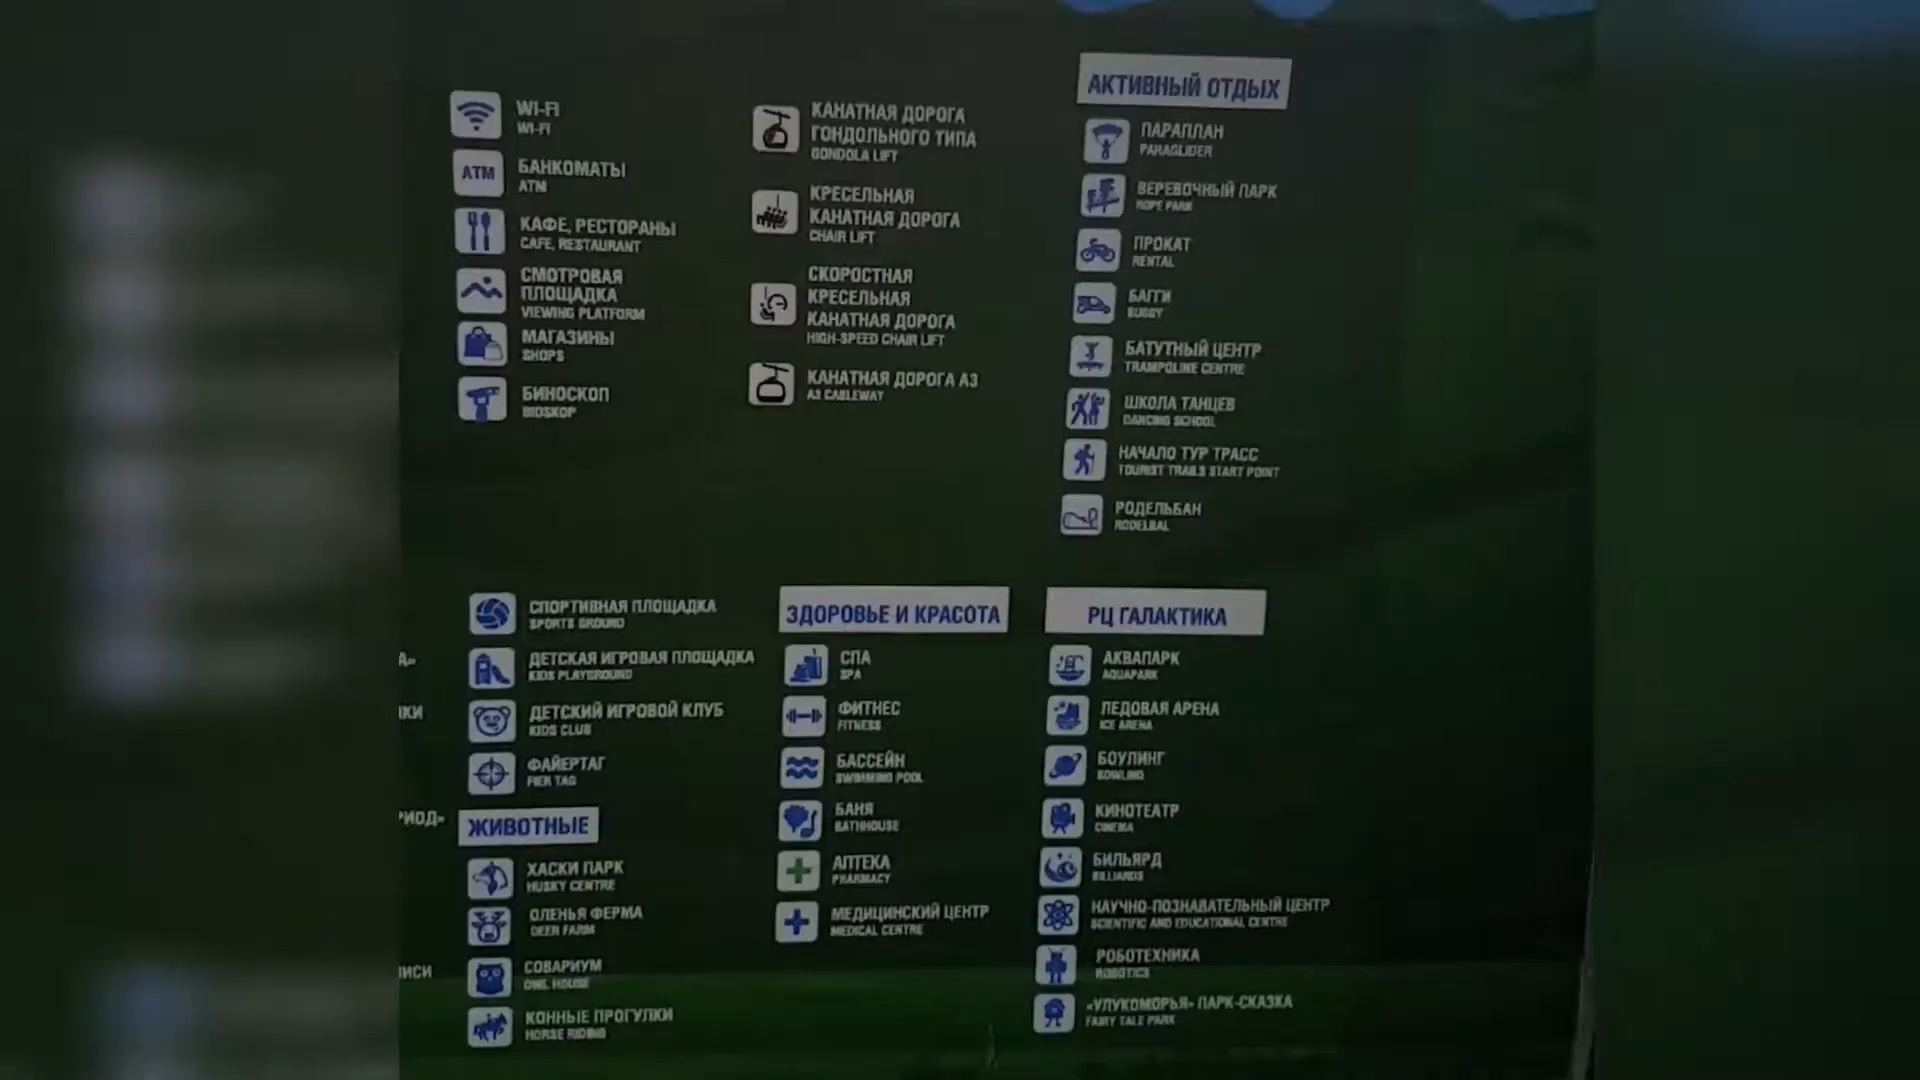 WI-FI
WI-FI
ATM
БАНКОМАТЫ
ATM
КАФЕ, РЕСТОРАНЫ
CAFE, RESTAURANT
СМОТРОВАЯ
ПЛОЩАДКА
VIEWING PLATFORM
МАГАЗИНЫ
SHOPS
БИНОСКОП
BIOSKOP
КАНАТНАЯ ДОРОГА
ГОНДОЛЬНОГО ТИПА
GONDOLA LIFT
КРЕСЕЛЬНАЯ
КАНАТНАЯ ДОРОГА
CHAIR LIFT
СКОРОСТНАЯ
КРЕСЕЛЬНАЯ
КАНАТНАЯ ДОРОГА
HIGH-SPEED CHAIR LIFT
КАНАТНАЯ ДОРОГА А3
A3 CABLEWAY
АКТИВНЫЙ ОТДЫХ
ПАРАПЛАН
PARAGLIDER
ВЕРЕВОЧНЫЙ ПАРК
ROPE PARK
ПРОКАТ
RENTAL
БАГГИ
BUGGY
БАТУТНЫЙ ЦЕНТР
TRAMPOLINE CENTRE
ШКОЛА ТАНЦЕВ
DANCING SCHOOL
НАЧАЛО ТУР ТРАСС
TOURIST TRAILS START POINT
РОДЕЛЬБАН
RODELBAL
А»
ИКИ
РИОД»
ПИСИ
СПОРТИВНАЯ ПЛОЩАДКА
SPORTS GROUND
ДЕТСКАЯ ИГРОВАЯ ПЛОЩАДКА
KIDS PLAYGROUND
ДЕТСКИЙ ИГРОВОЙ КЛУБ
KIDS CLUB
ФАЙЕРТАГ
FIER TAG
ЖИВОТНЫЕ
ХАСКИ ПАРК
HUSKY CENTRE
ОЛЕНЬЯ ФЕРМА
DEER FARM
СОВАРИУМ
OWL HOUSE
КОННЫЕ ПРОГУЛКИ
HORSE RIDING
ЗДОРОВЬЕ И КРАСОТА
СПА
SPA
ФИТНЕС
FITNESS
БАССЕЙН
SWIMMING POOL
БАНЯ
BATHHOUSE
АПТЕКА
PHARMACY
МЕДИЦИНСКИЙ ЦЕНТР
MEDICAL CENTRE
РЦ ГАЛАКТИКА
АКВАПАРК
AQUAPARK
ЛЕДОВАЯ АРЕНА
ICE ARENA
БОУЛИНГ
BOWLING
КИНОТЕАТР
CINEMA
БИЛЬЯРД
BILLIARDS
НАУЧНО-ПОЗНАВАТЕЛЬНЫЙ ЦЕНТР
SCIENTIFIC AND EDUCATIONAL CENTRE
РОБОТЕХНИКА
ROBOTICS
«УЛУКОМОРЬЯ» ПАРК-СКАЗКА
FAIRY TALE PARK